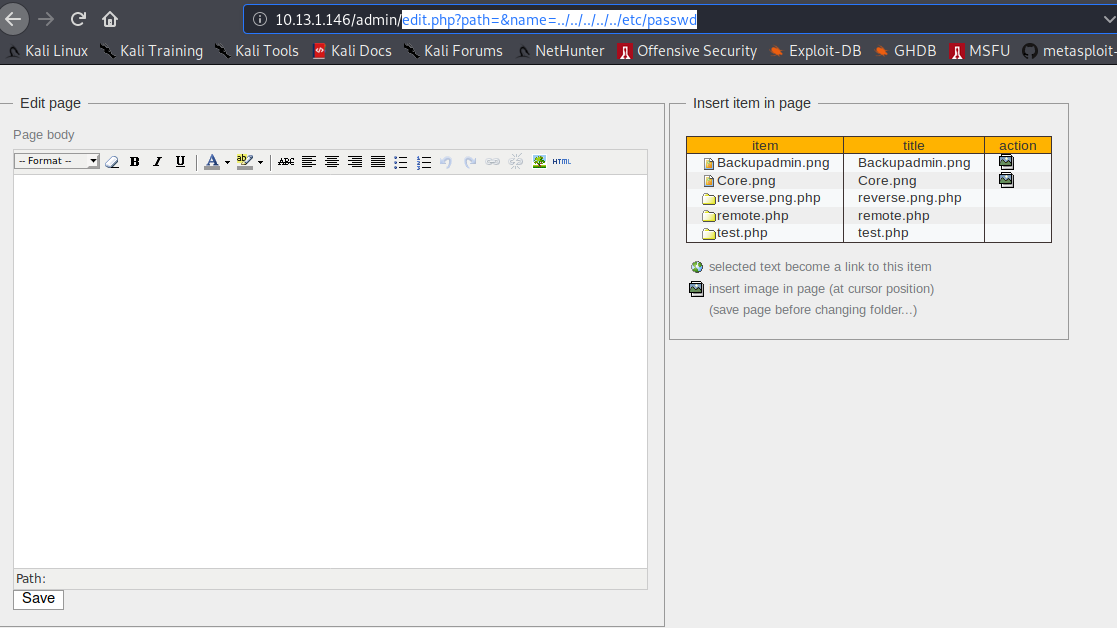 10.13.1.146/admin/edit.php?path=&name=../../../../../etc/passwd
Kali Linux Kali Training Kali Tools Kali Docs Kali Forums NetHunter Offensive Security Exploit-DB GHDB MSFU metasploit-
Edit page
Page body
-- Format -- B I U A ab ABC HTML
Path:
Save
Insert item in page
item title action
Backupadmin.png Backupadmin.png
Core.png Core.png
reverse.png.php reverse.png.php
remote.php remote.php
test.php test.php
selected text become a link to this item
insert image in page (at cursor position)
(save page before changing folder...)